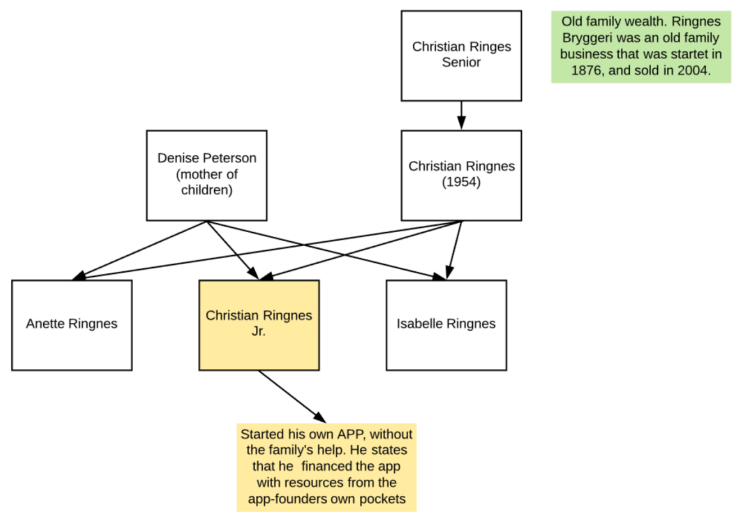 Christian Ringes
Senior
Old family wealth. Ringnes
Bryggeri was an old family
business that was startet in
1876, and sold in 2004.
Denise Peterson
(mother of
children)
Christian Ringnes
(1954)
Anette Ringnes
Christian Ringnes
Jr.
Isabelle Ringnes
Started his own APP, without
the family's help. He states
that he  financed the app
with resources from the
app-founders own pockets